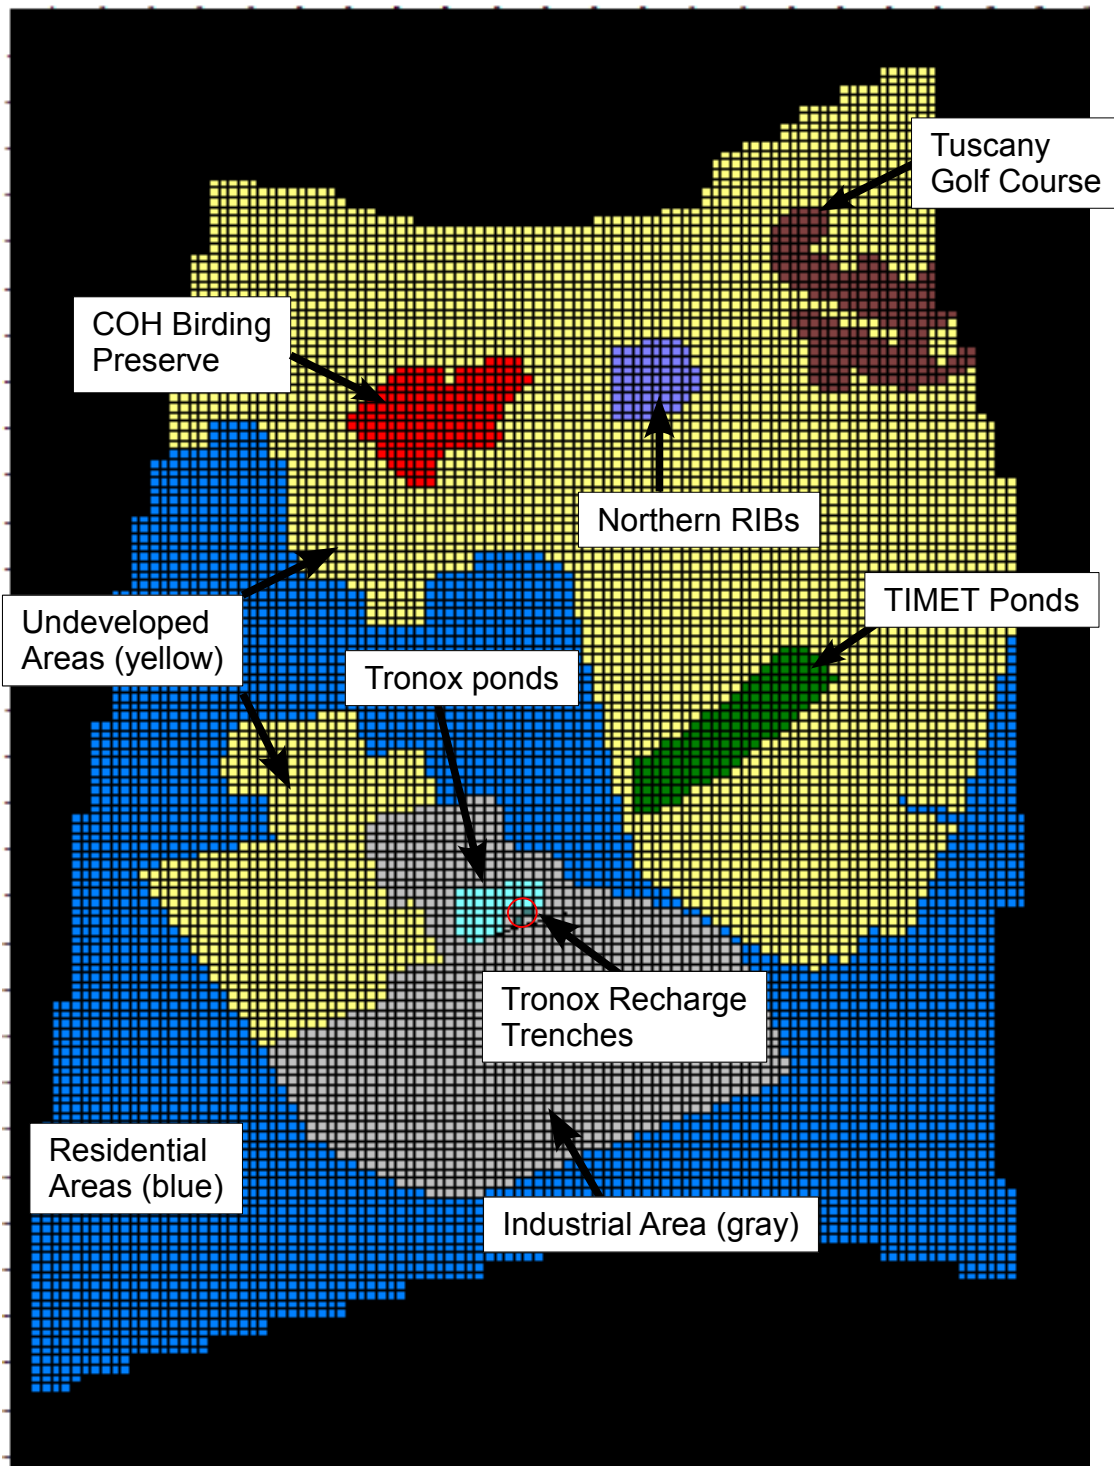 Tuscany
Golf Course
COH Birding
Preserve
Northern RIBs
TIMET Ponds
Undeveloped
Areas (yellow)
Tronox ponds
Tronox Recharge
Trenches
Residential
Areas (blue)
Industrial Area (gray)